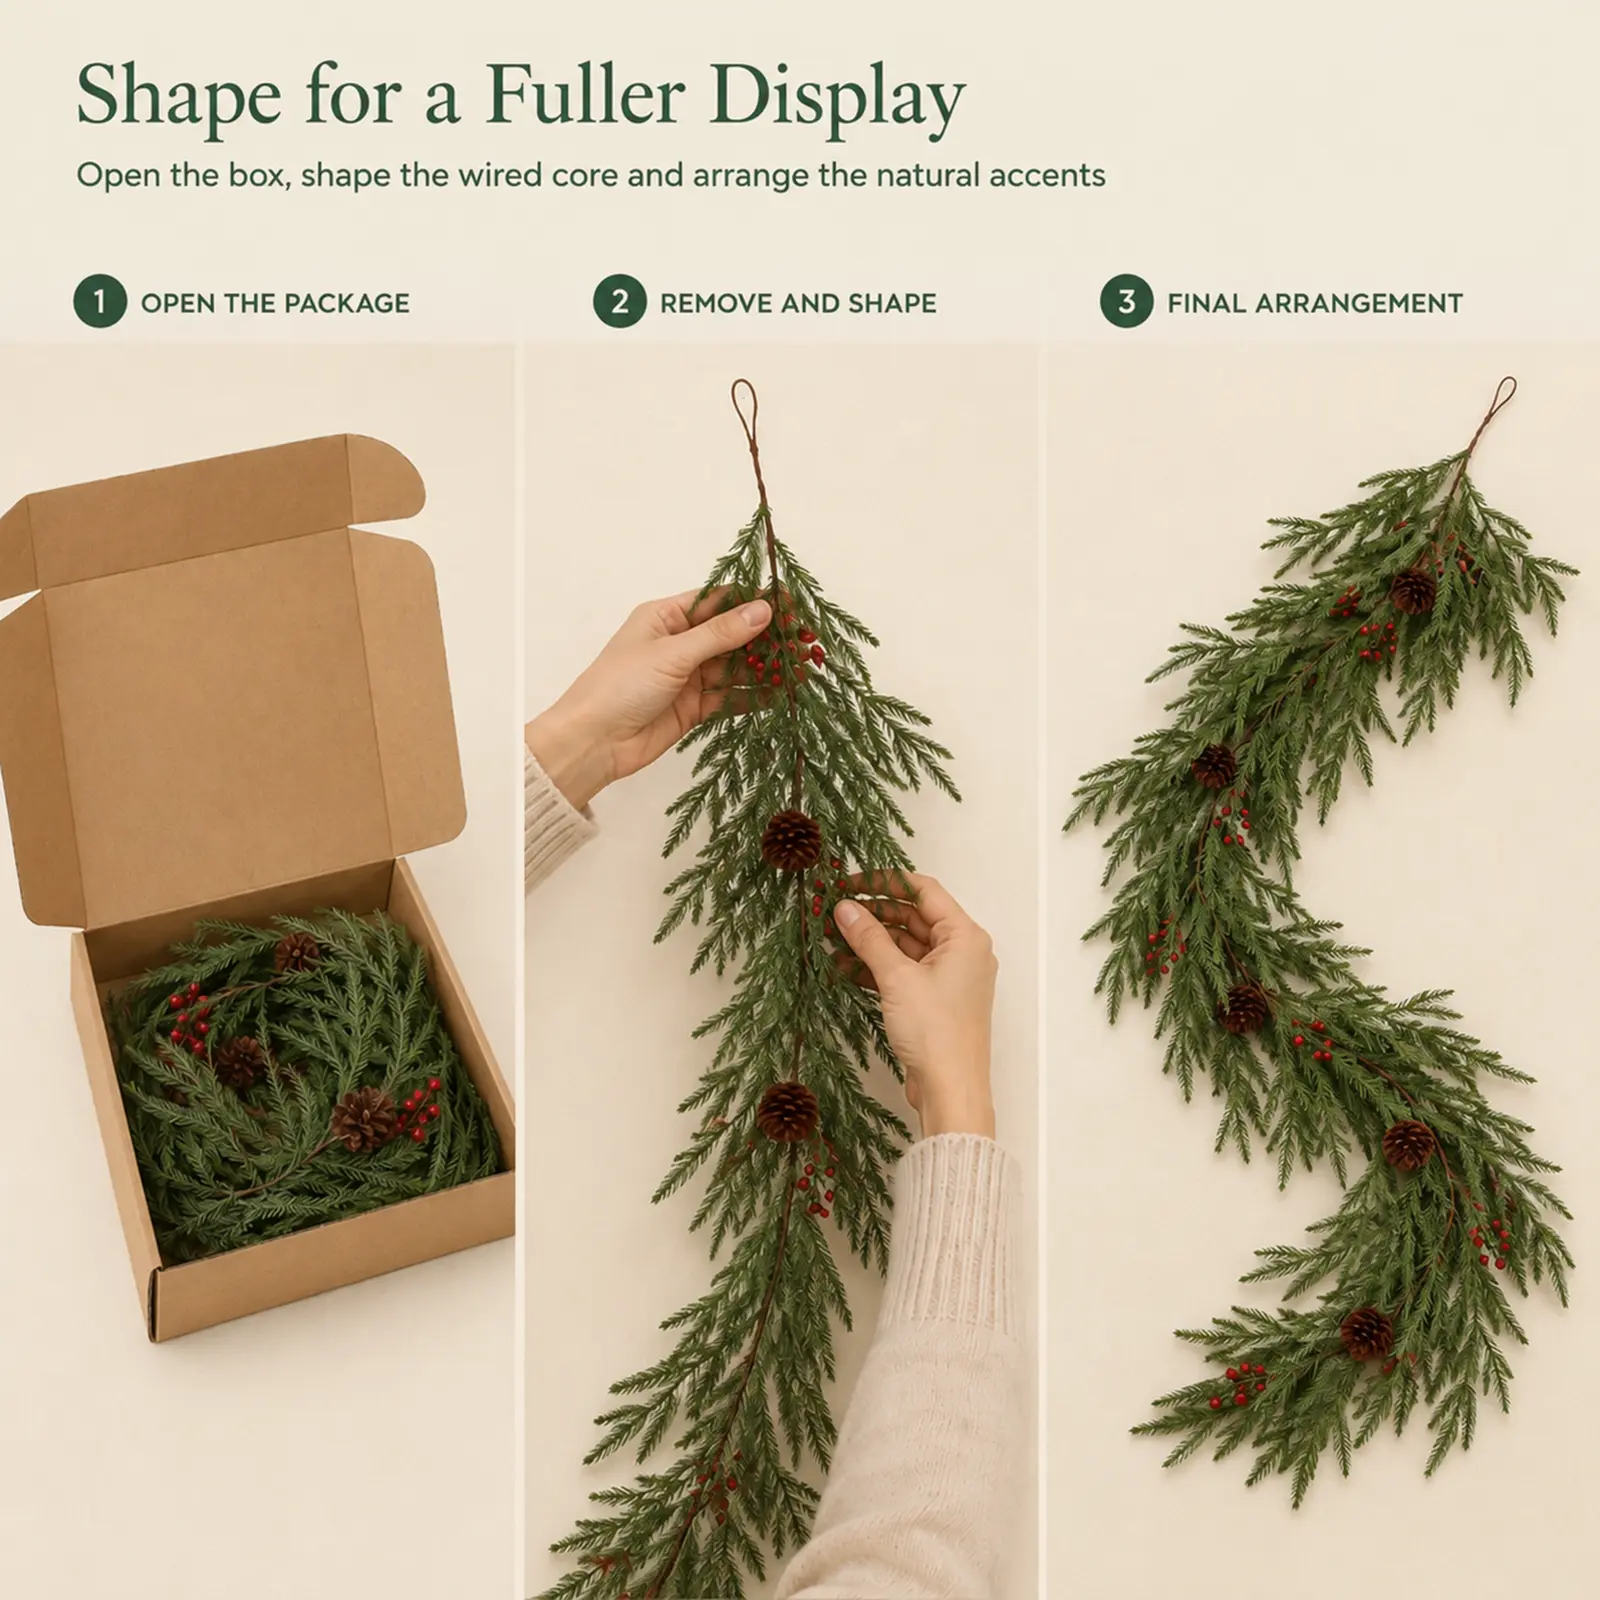 Shape for a Fuller Display
Open the box, shape the wired core and arrange the natural accents
1 OPEN THE PACKAGE
2 REMOVE AND SHAPE
3 FINAL ARRANGEMENT